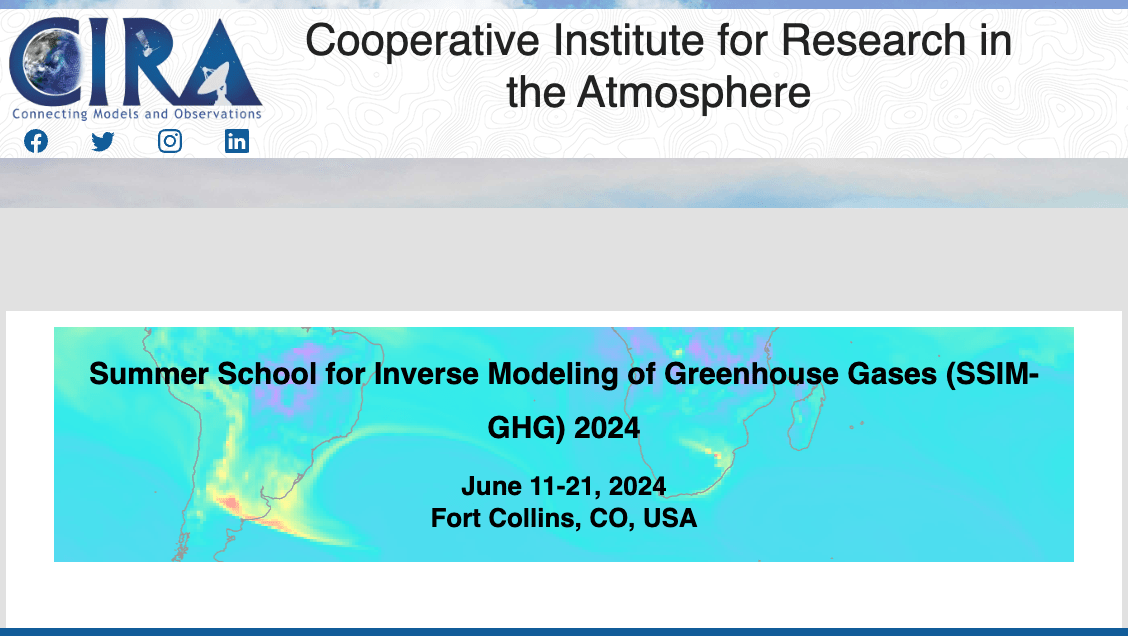 CIRA
Connecting Models and Observations
Cooperative Institute for Research in
the Atmosphere
Summer School for Inverse Modeling of Greenhouse Gases (SSIM-
GHG) 2024
June 11-21, 2024
Fort Collins, CO, USA